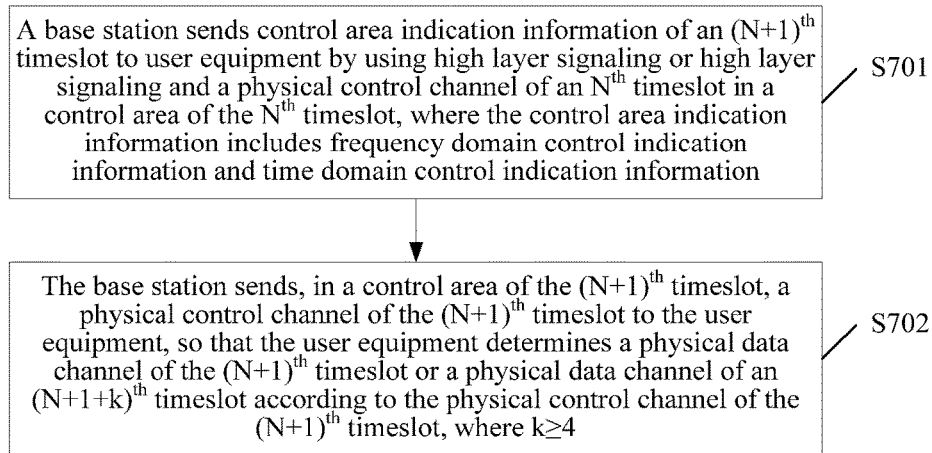 A base station sends control area indication information of an (N+1)th
timeslot to user equipment by using high layer signaling or high layer
signaling and a physical control channel of an Nth timeslot in a
control area of the Nth timeslot, where the control area indication
information includes frequency domain control indication
information and time domain control indication information
S701
The base station sends, in a control area of the (N+1)th timeslot, a
physical control channel of the (N+1)th timeslot to the user
equipment, so that the user equipment determines a physical data
channel of the (N+1)th timeslot or a physical data channel of an
(N+1+k)th timeslot according to the physical control channel of the
(N+1)th timeslot, where k≥4
S702